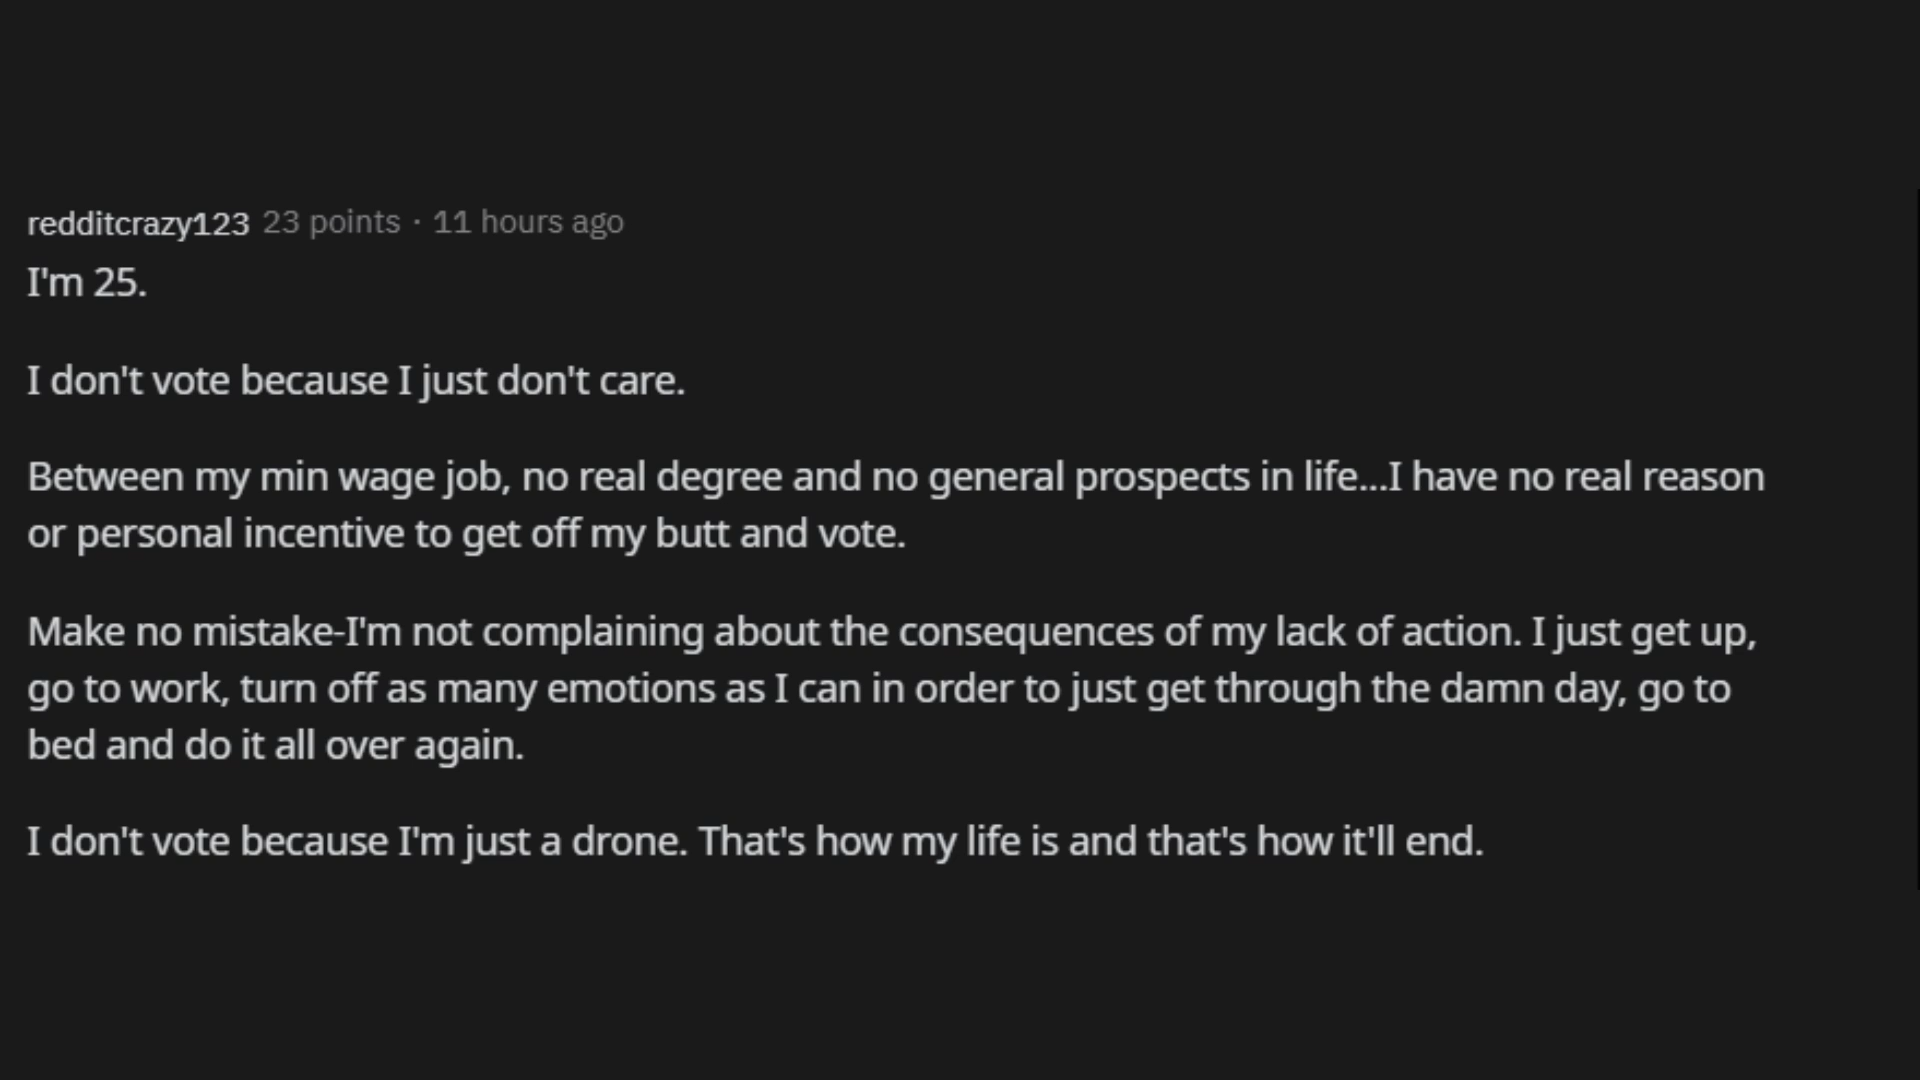 redditcrazy123 23 points · 11 hours ago
I'm 25.
I don't vote because I just don't care.
Between my min wage job, no real degree and no general prospects in life...I have no real reason
or personal incentive to get off my butt and vote.
Make no mistake-I'm not complaining about the consequences of my lack of action. I just get up,
go to work, turn off as many emotions as I can in order to just get through the damn day, go to
bed and do it all over again.
I don't vote because I'm just a drone. That's how my life is and that's how it'll end.